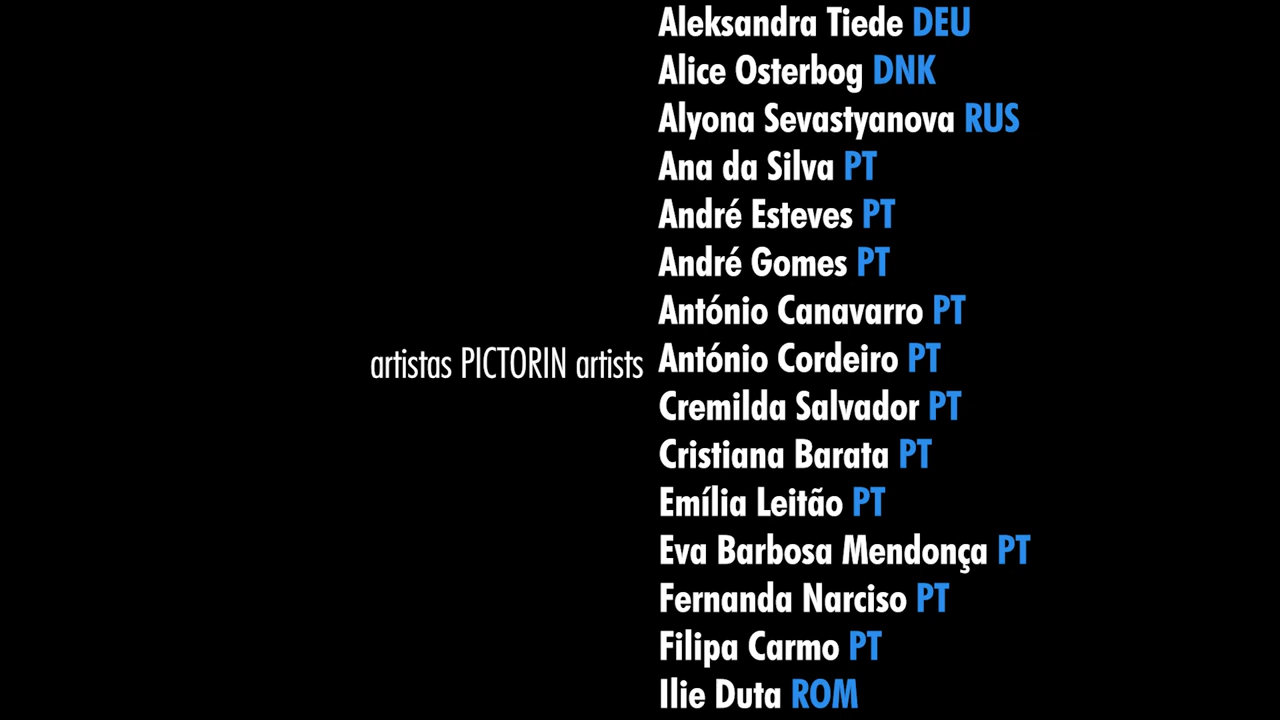 Aleksandra Tiede DEU
Alice Osterbog DNK
Alyona Sevastyanova RUS
Ana da Silva PT
André Esteves PT
André Gomes PT
António Canavarro PT
artistas PICTORIN artists António Cordeiro PT
Cremilda Salvador PT
Cristiana Barata PT
Emília Leitão PT
Eva Barbosa Mendonça PT
Fernanda Narciso PT
Filipa Carmo PT
Ilie Duta ROM